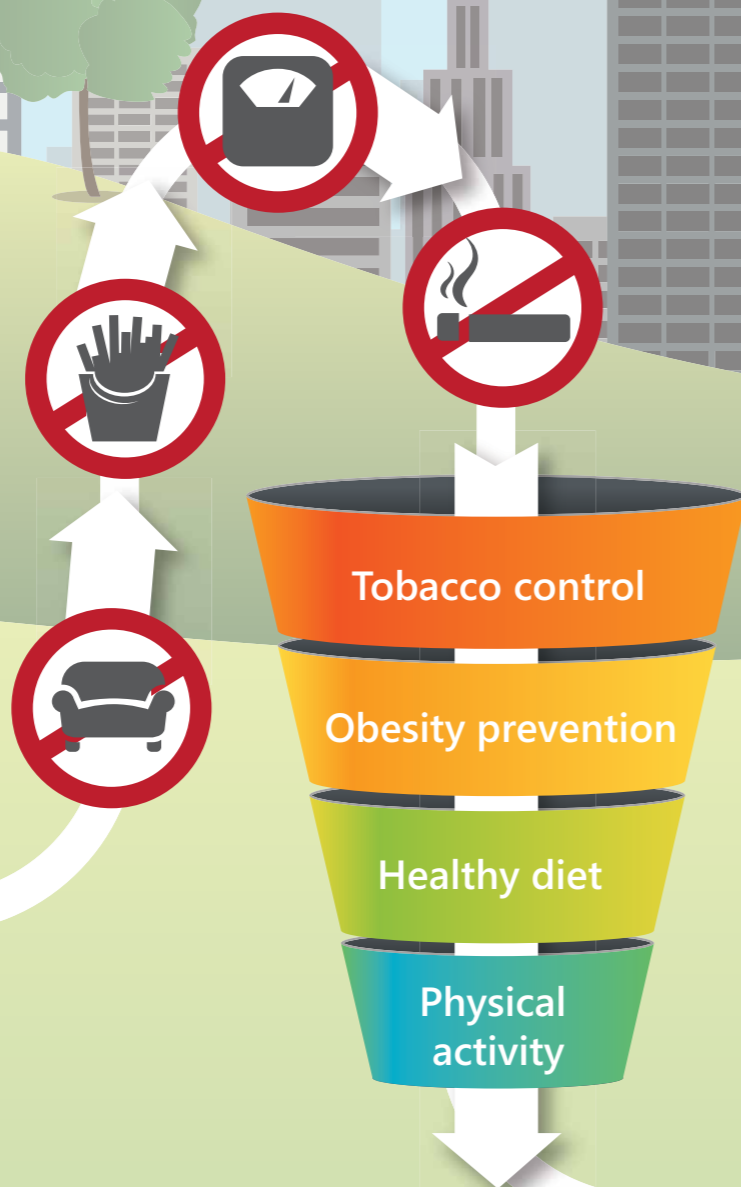 Tobacco control
Obesity prevention
Healthy diet
Physical
activity